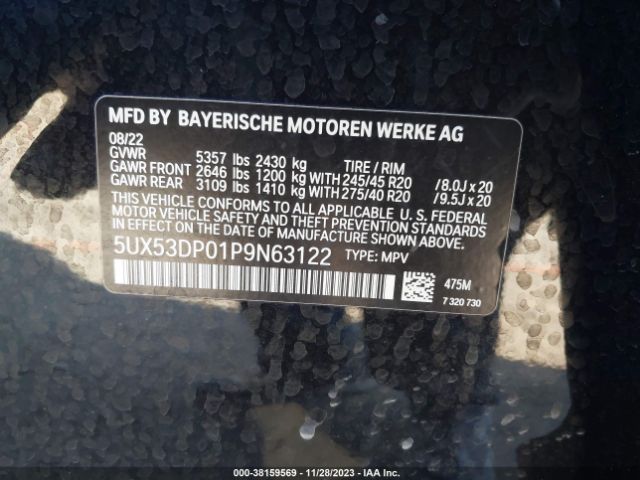 MFD BY BAYERISCHE MOTOREN WERKE AG
08/22
GVWR 5357 lbs 2430 kg TIRE / RIM
GAWR FRONT 2646 lbs 1200 kg WITH 245/45 R20 /8.0J x 20
GAWR REAR 3109 lbs 1410 kg WITH 275/40 R20 /9.5J x 20
THIS VEHICLE CONFORMS TO ALL APPLICABLE U. S. FEDERAL
MOTOR VEHICLE SAFETY AND THEFT PREVENTION STANDARDS
IN EFFECT ON THE DATE OF MANUFACTURE SHOWN ABOVE.
5UX53DP01P9N63122 TYPE: MPV
475M
7 320 730
000-38159569 - 11/28/2023 - IAA Inc.